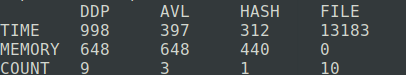 DDP AVL HASH FILE
TIME 998 397 312 13183
MEMORY 648 648 440 0
COUNT 9 3 1 10